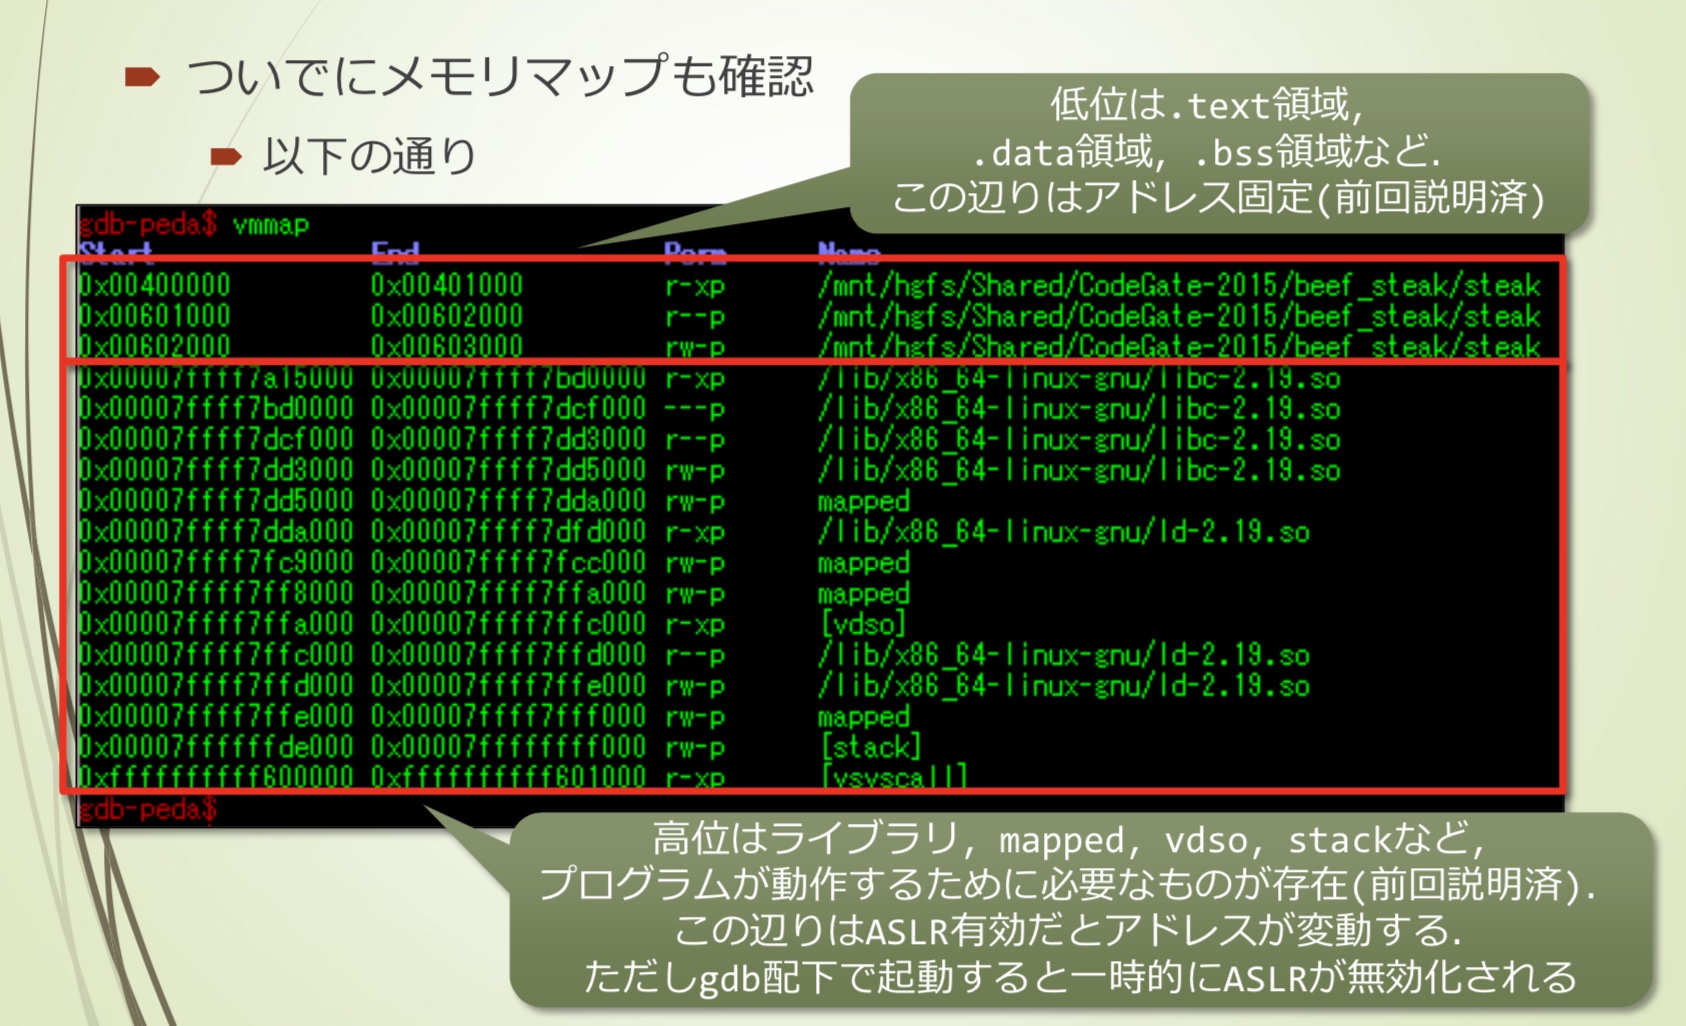 ついでにメモリマップも確認
以下の通り
低位は.text領域,
.data領域, .bss領域など.
この辺りはアドレス固定(前回説明済)
gdb-peda$ vmmap
Start End Perm Name
0x00400000 0x00401000 r-xp /mnt/hgfs/Shared/CodeGate-2015/beef_steak/steak
0x00601000 0x00602000 r--p /mnt/hgfs/Shared/CodeGate-2015/beef_steak/steak
0x00602000 0x00603000 rw-p /mnt/hgfs/Shared/CodeGate-2015/beef_steak/steak
0x00007ffff7a15000 0x00007ffff7bd0000 r-xp /lib/x86_64-linux-gnu/libc-2.19.so
0x00007ffff7bd0000 0x00007ffff7dcf000 ---p /lib/x86_64-linux-gnu/libc-2.19.so
0x00007ffff7dcf000 0x00007ffff7dd3000 r--p /lib/x86_64-linux-gnu/libc-2.19.so
0x00007ffff7dd3000 0x00007ffff7dd5000 rw-p /lib/x86_64-linux-gnu/libc-2.19.so
0x00007ffff7dd5000 0x00007ffff7dda000 rw-p mapped
0x00007ffff7dda000 0x00007ffff7dfd000 r-xp /lib/x86_64-linux-gnu/ld-2.19.so
0x00007ffff7fc9000 0x00007ffff7fcc000 rw-p mapped
0x00007ffff7ff8000 0x00007ffff7ffa000 rw-p mapped
0x00007ffff7ffa000 0x00007ffff7ffc000 r-xp [vdso]
0x00007ffff7ffc000 0x00007ffff7ffd000 r--p /lib/x86_64-linux-gnu/ld-2.19.so
0x00007ffff7ffd000 0x00007ffff7ffe000 rw-p /lib/x86_64-linux-gnu/ld-2.19.so
0x00007ffff7ffe000 0x00007ffff7fff000 rw-p mapped
0x00007ffffffde000 0x00007ffffffff000 rw-p [stack]
0xffffffffff600000 0xffffffffff601000 r-xp [vsyscall]
gdb-peda$
高位はライブラリ, mapped, vdso, stackなど,
プログラムが動作するために必要なものが存在(前回説明済).
この辺りはASLR有効だとアドレスが変動する.
ただしgdb配下で起動すると一時的にASLRが無効化される